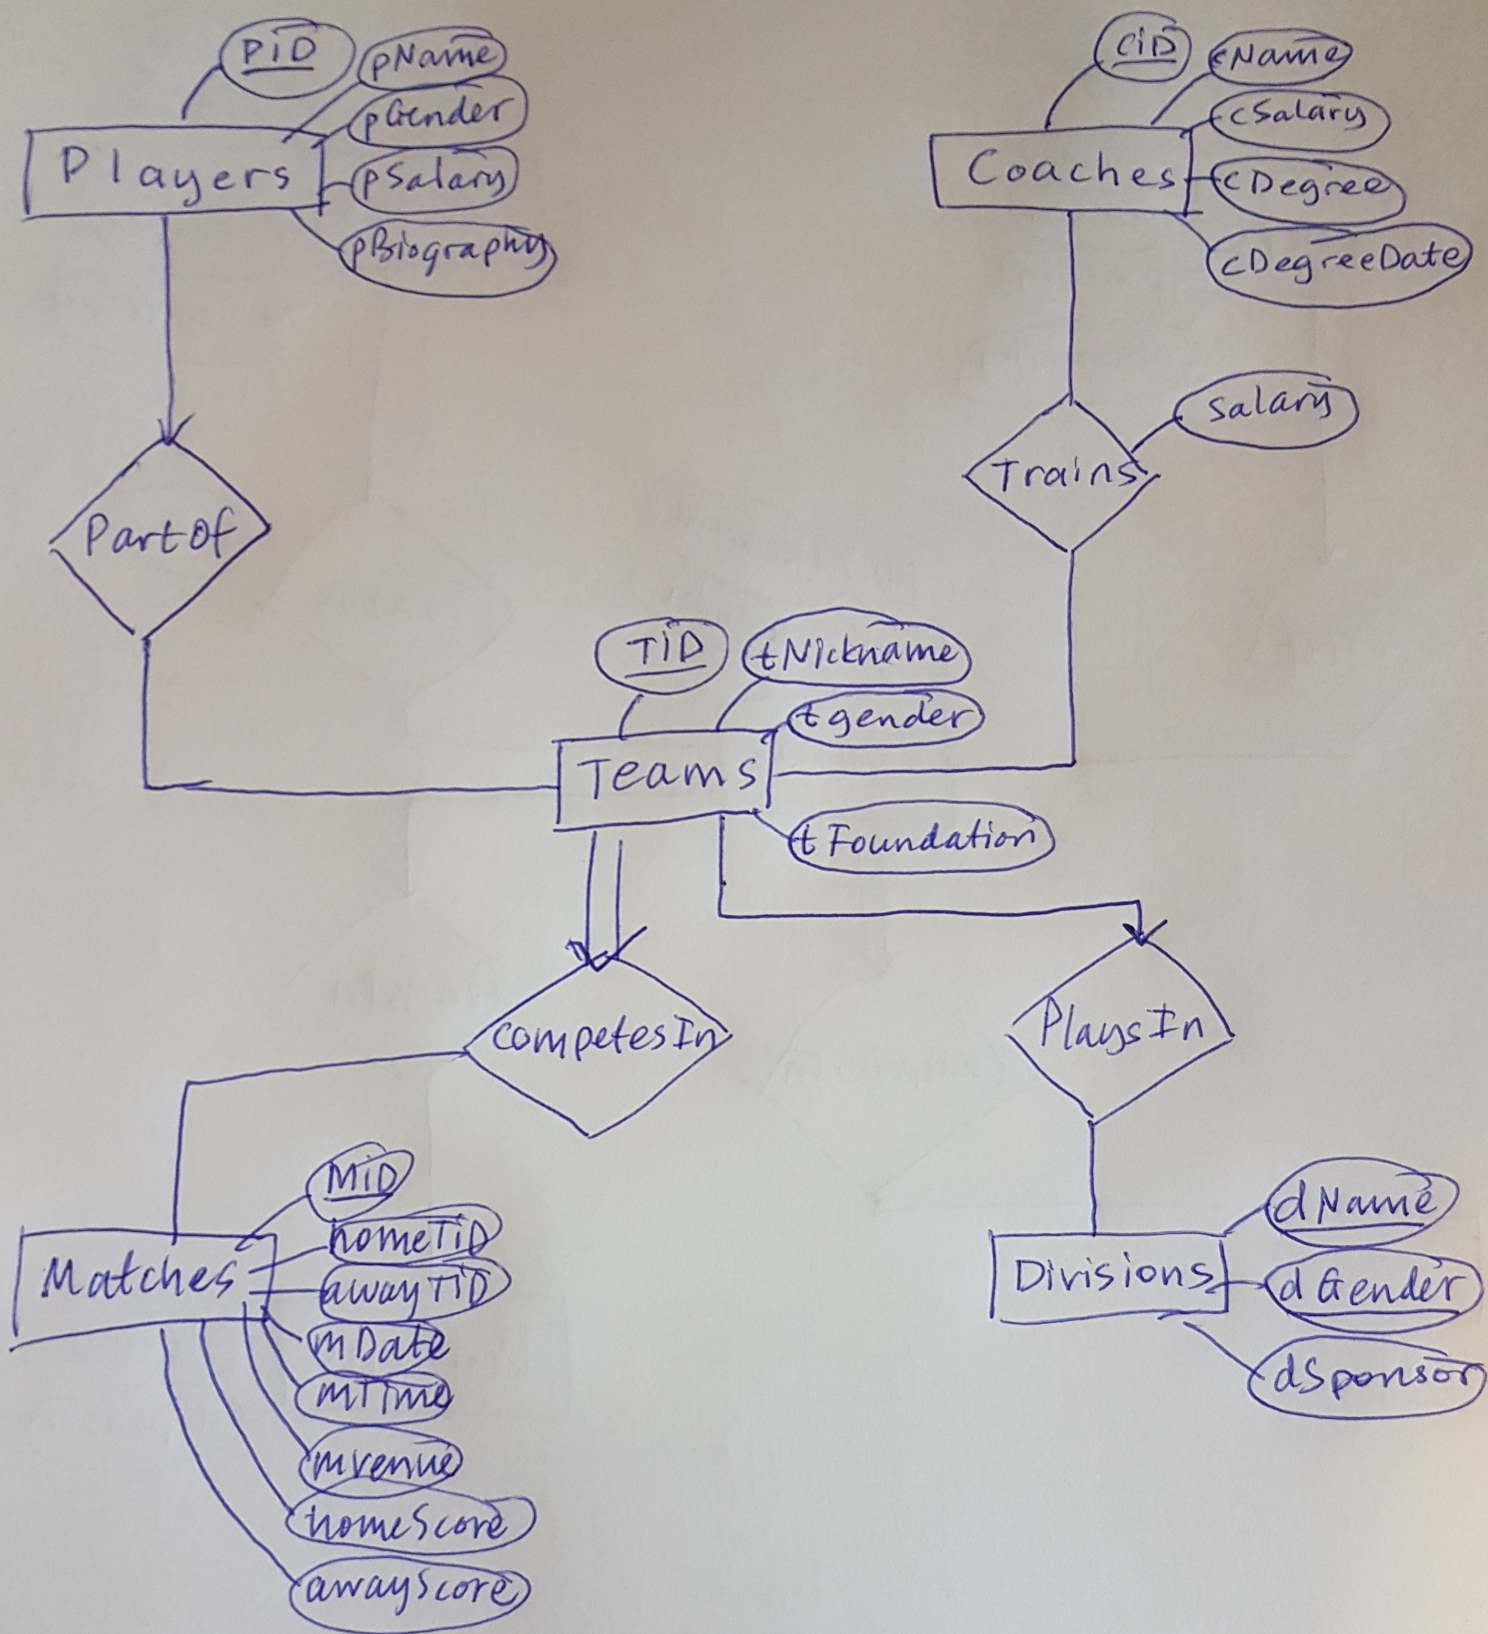 PiD
pName
pGender
Players
pSalary
pBiography
CiD
cName
cSalary
Coaches
cDegree
cDegreeDate
Salary
Trains
PartOf
TiD
tNickname
tgender
Teams
tFoundation
CompetesIn
PlaysIn
MiD
homeTiD
Matches
awayTiD
mDate
mTime
mvenue
homeScore
awayScore
dName
Divisions
dGender
dSponsor